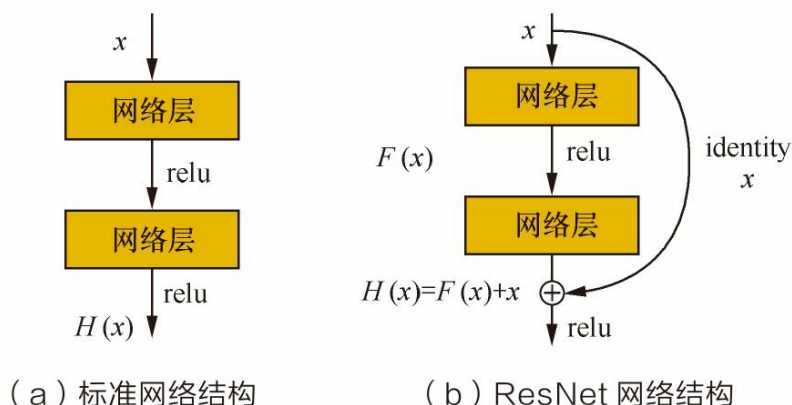 x
网络层
relu
网络层
relu
H (x)
(a)标准网络结构
x
网络层
F (x)
relu
identity
x
网络层
H (x)=F (x)+x
relu
(b)ResNet 网络结构